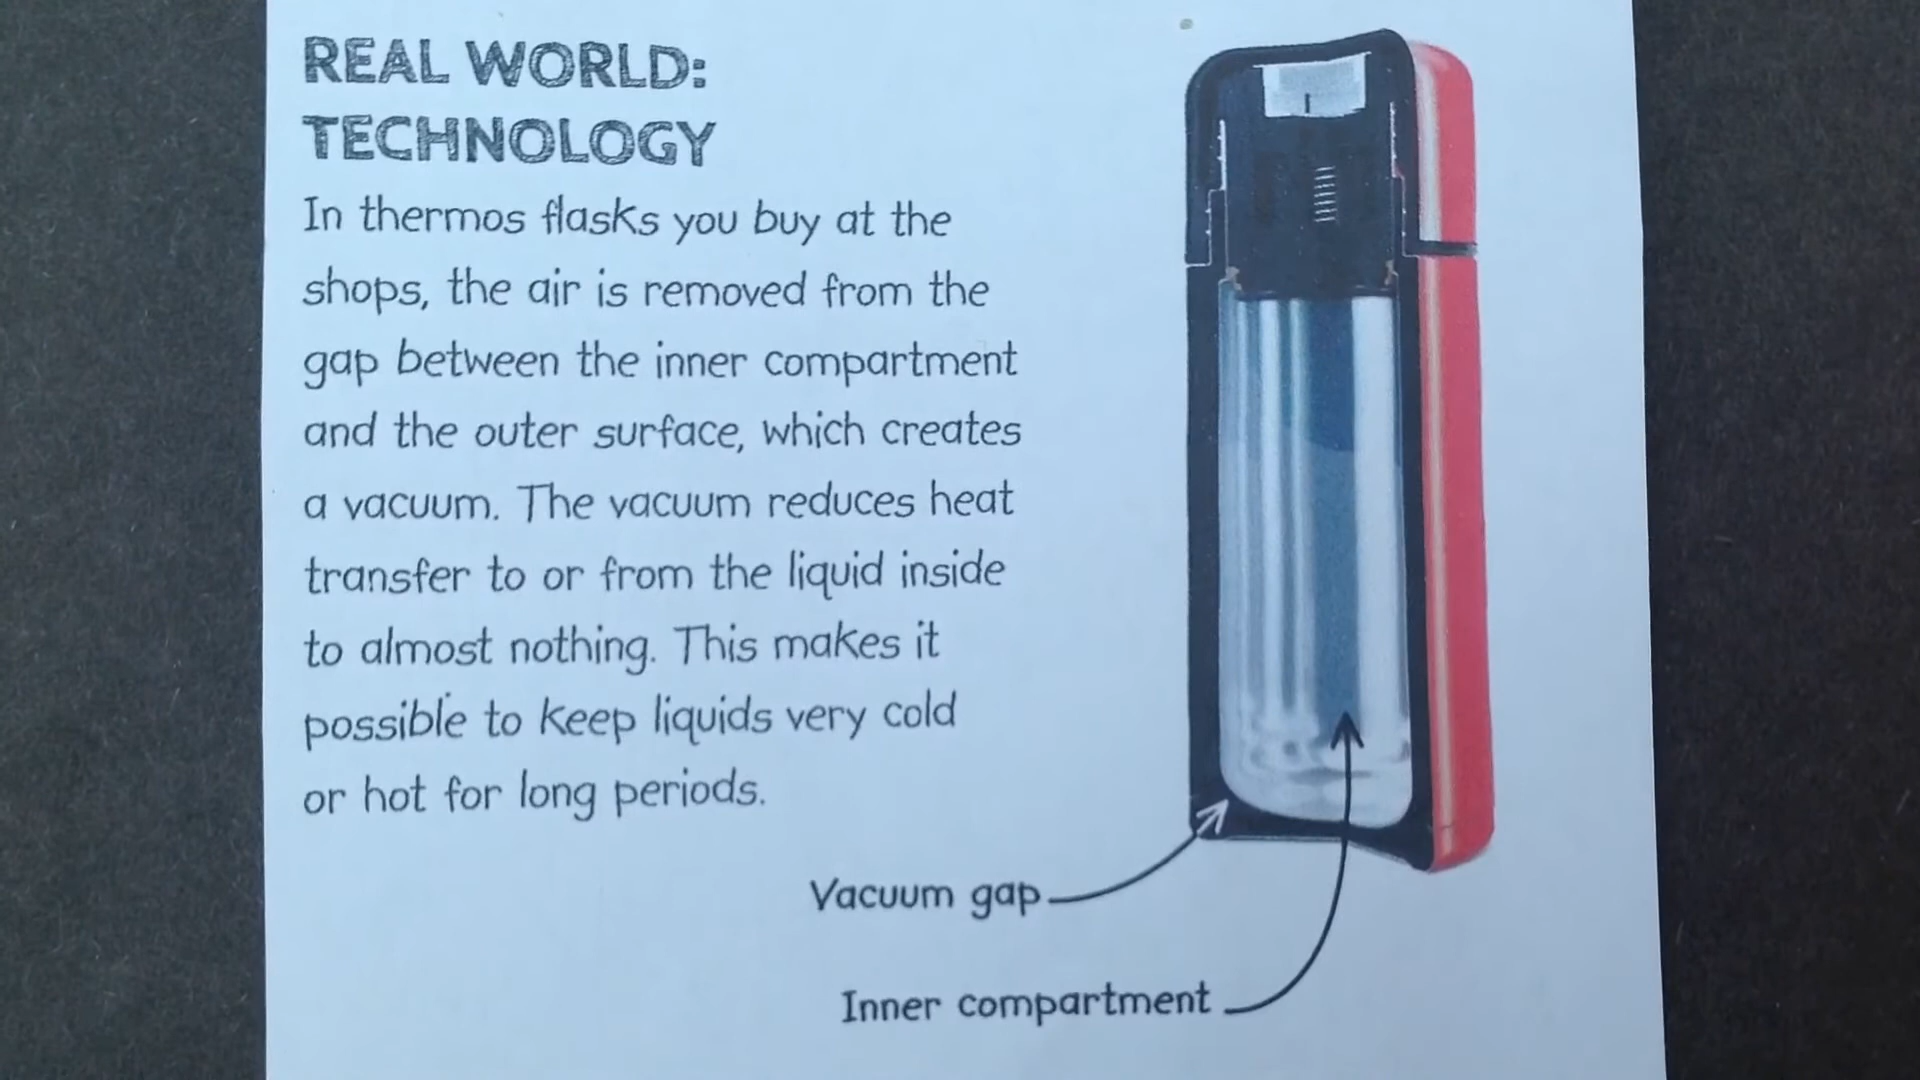 REAL WORLD:
TECHNOLOGY
In thermos flasks you buy at the
shops, the air is removed from the
gap between the inner compartment
and the outer surface, which creates
a vacuum. The vacuum reduces heat
transfer to or from the liquid inside
to almost nothing. This makes it
possible to keep liquids very cold
or hot for long periods.
Vacuum gap
Inner compartment